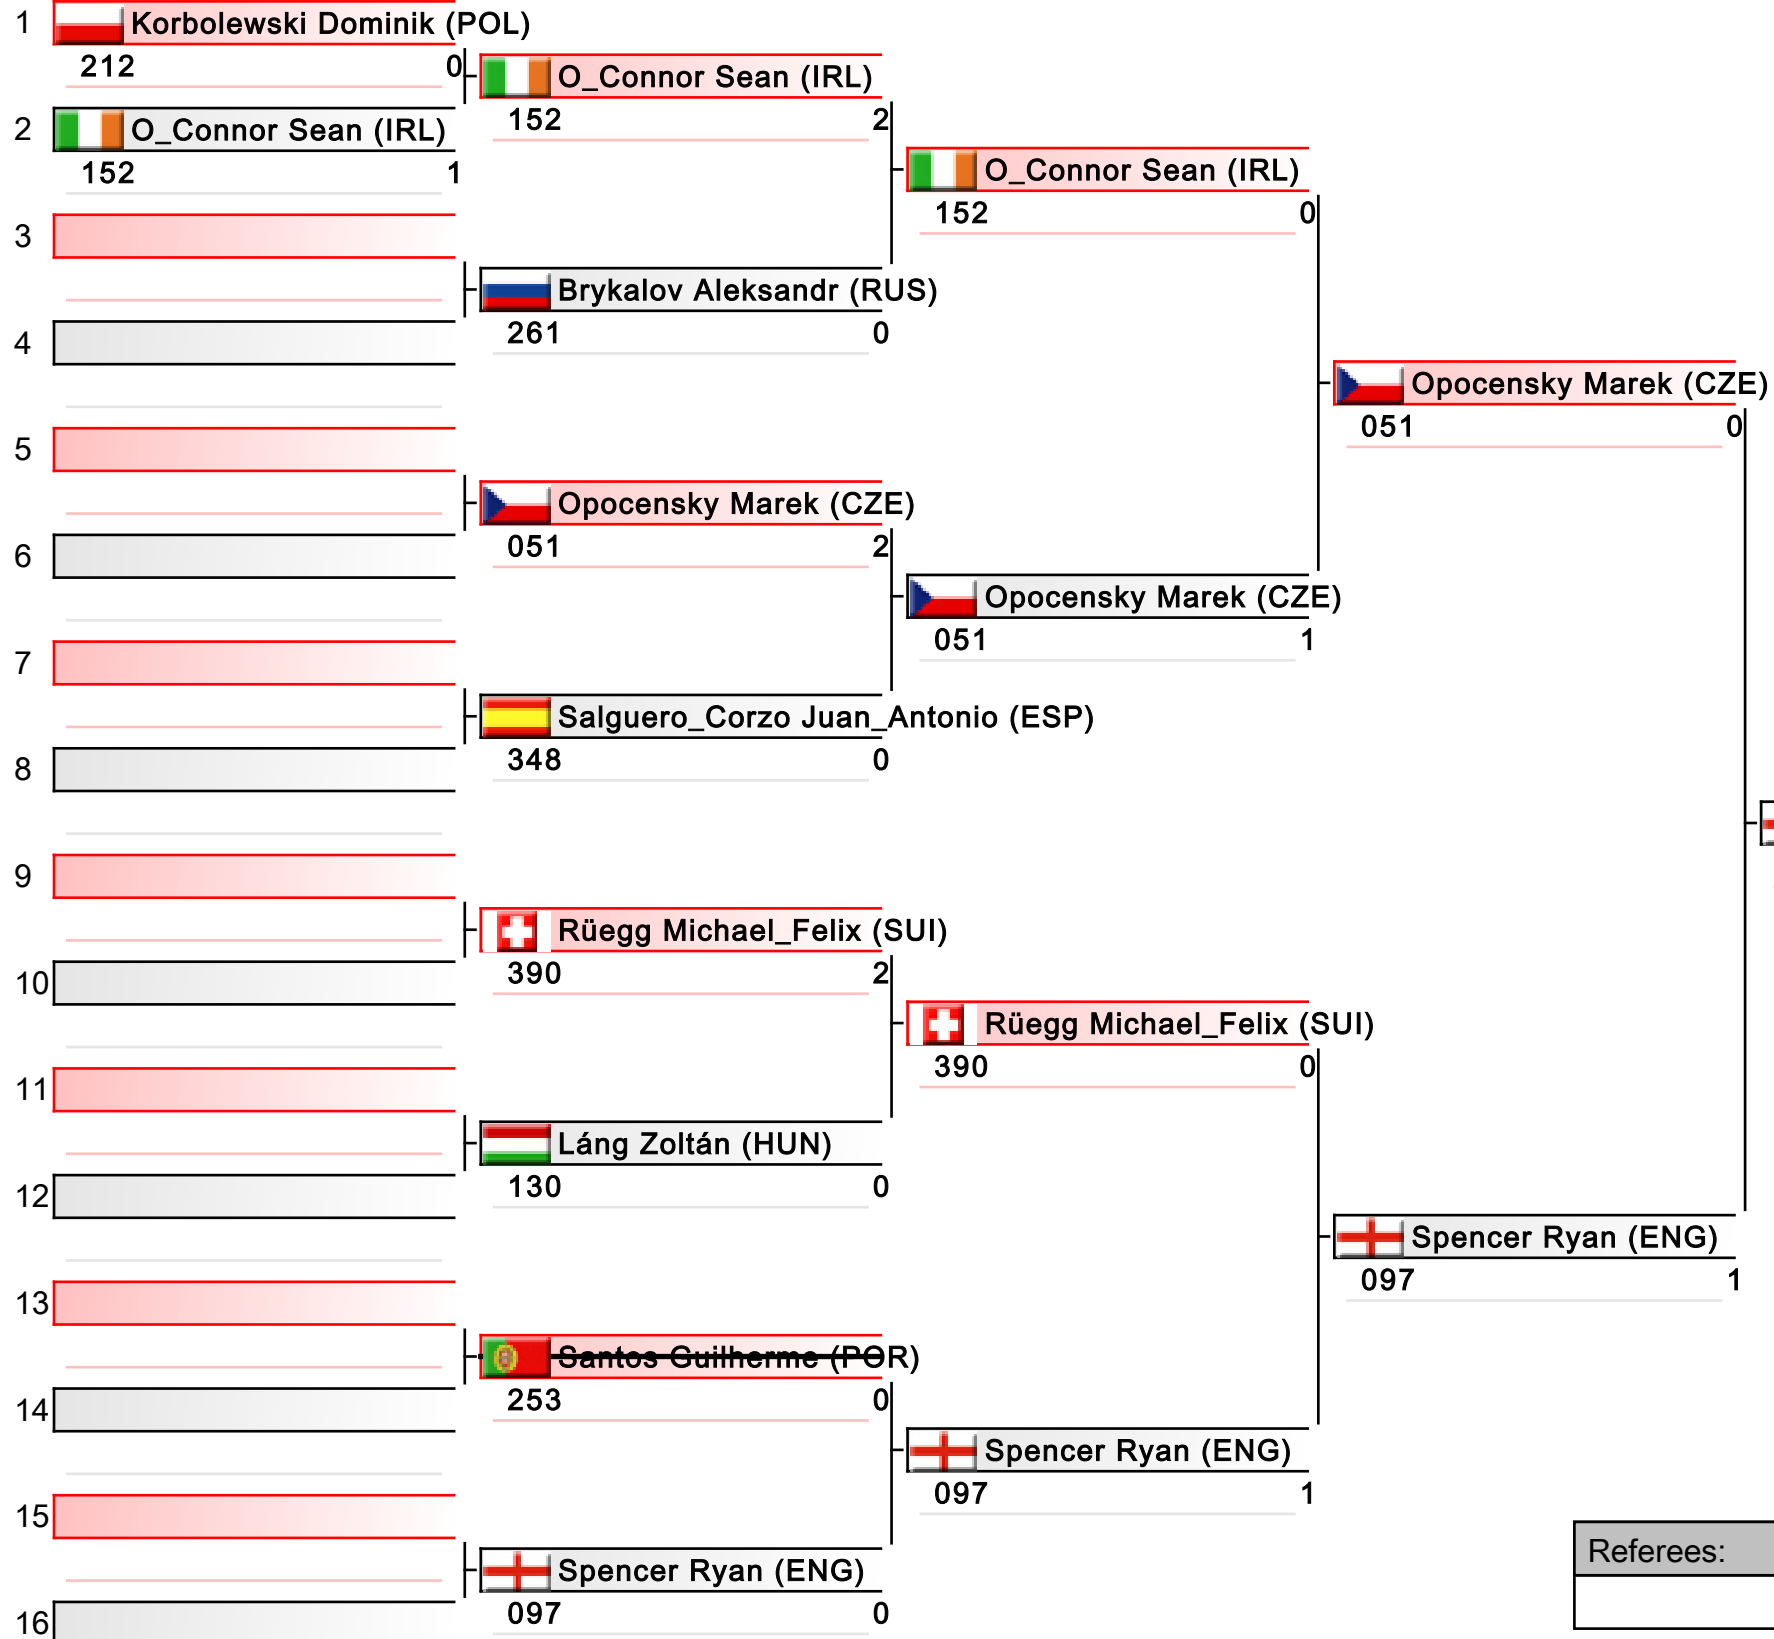 1
Korbolewski Dominik (POL)
212 0
2
O_Connor Sean (IRL)
152 1
3
4
5
6
7
8
9
10
11
12
13
14
15
16
O_Connor Sean (IRL)
152 2
Brykalov Aleksandr (RUS)
261 0
Opocensky Marek (CZE)
051 2
Salguero_Corzo Juan_Antonio (ESP)
348 0
Rüegg Michael_Felix (SUI)
390 2
Láng Zoltán (HUN)
130 0
Santos Guilherme (POR)
253 0
Spencer Ryan (ENG)
097 0
O_Connor Sean (IRL)
152 0
Opocensky Marek (CZE)
051 1
Rüegg Michael_Felix (SUI)
390 0
Spencer Ryan (ENG)
097 1
Opocensky Marek (CZE)
051 0
Spencer Ryan (ENG)
097 1
Referees: